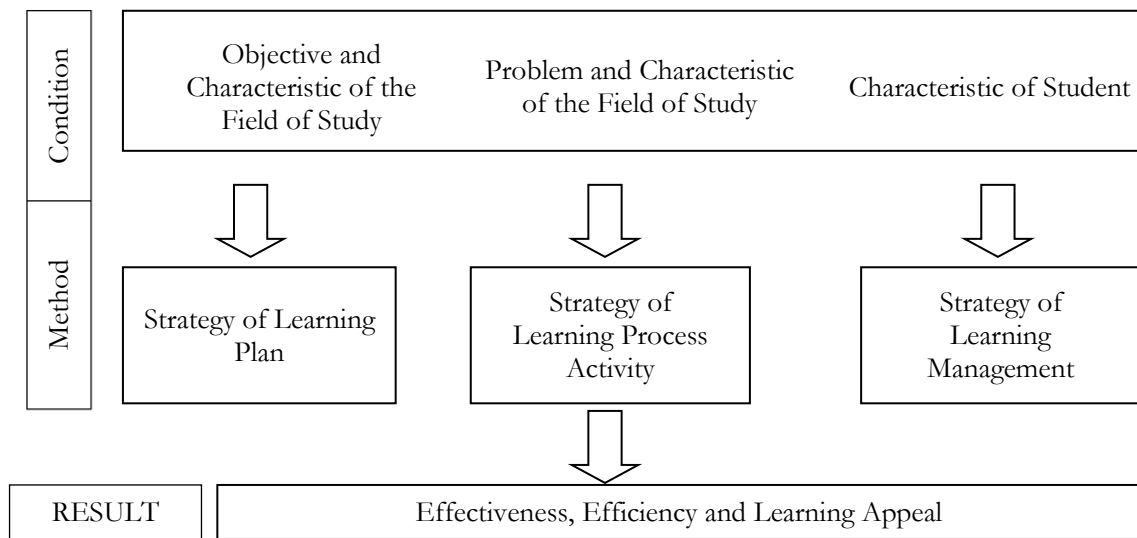 Condition
Objective and
Characteristic of the
Field of Study
Problem and Characteristic
of the Field of Study
Characteristic of Student
Method
Strategy of Learning
Plan
Strategy of
Learning Process
Activity
Strategy of
Learning
Management
RESULT
Effectiveness, Efficiency and Learning Appeal